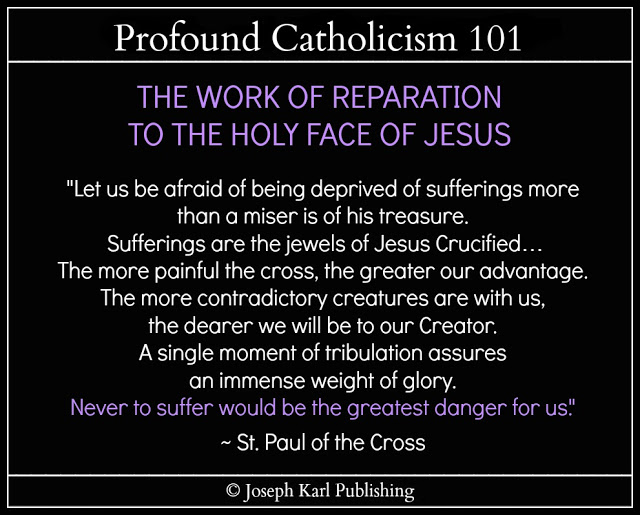 Profound Catholicism 101
THE WORK OF REPARATION
TO THE HOLY FACE OF JESUS
"Let us be afraid of being deprived of sufferings more
than a miser is of his treasure.
Sufferings are the jewels of Jesus Crucified…
The more painful the cross, the greater our advantage.
The more contradictory creatures are with us,
the dearer we will be to our Creator.
A single moment of tribulation assures
an immense weight of glory.
Never to suffer would be the greatest danger for us."
~ St. Paul of the Cross
© Joseph Karl Publishing